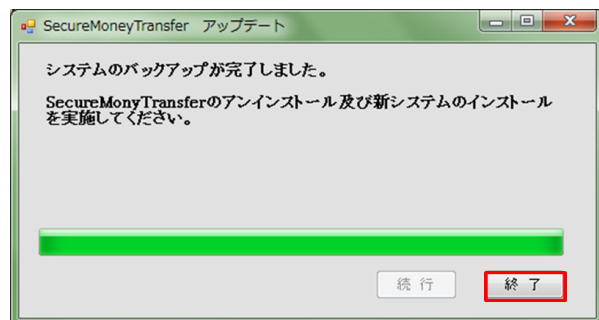 SecureMoneyTransfer アップデート
システムのバックアップが完了しました。
SecureMonyTransferのアンインストール及び新システムのインストール
を実施してください。
続 行
終 了